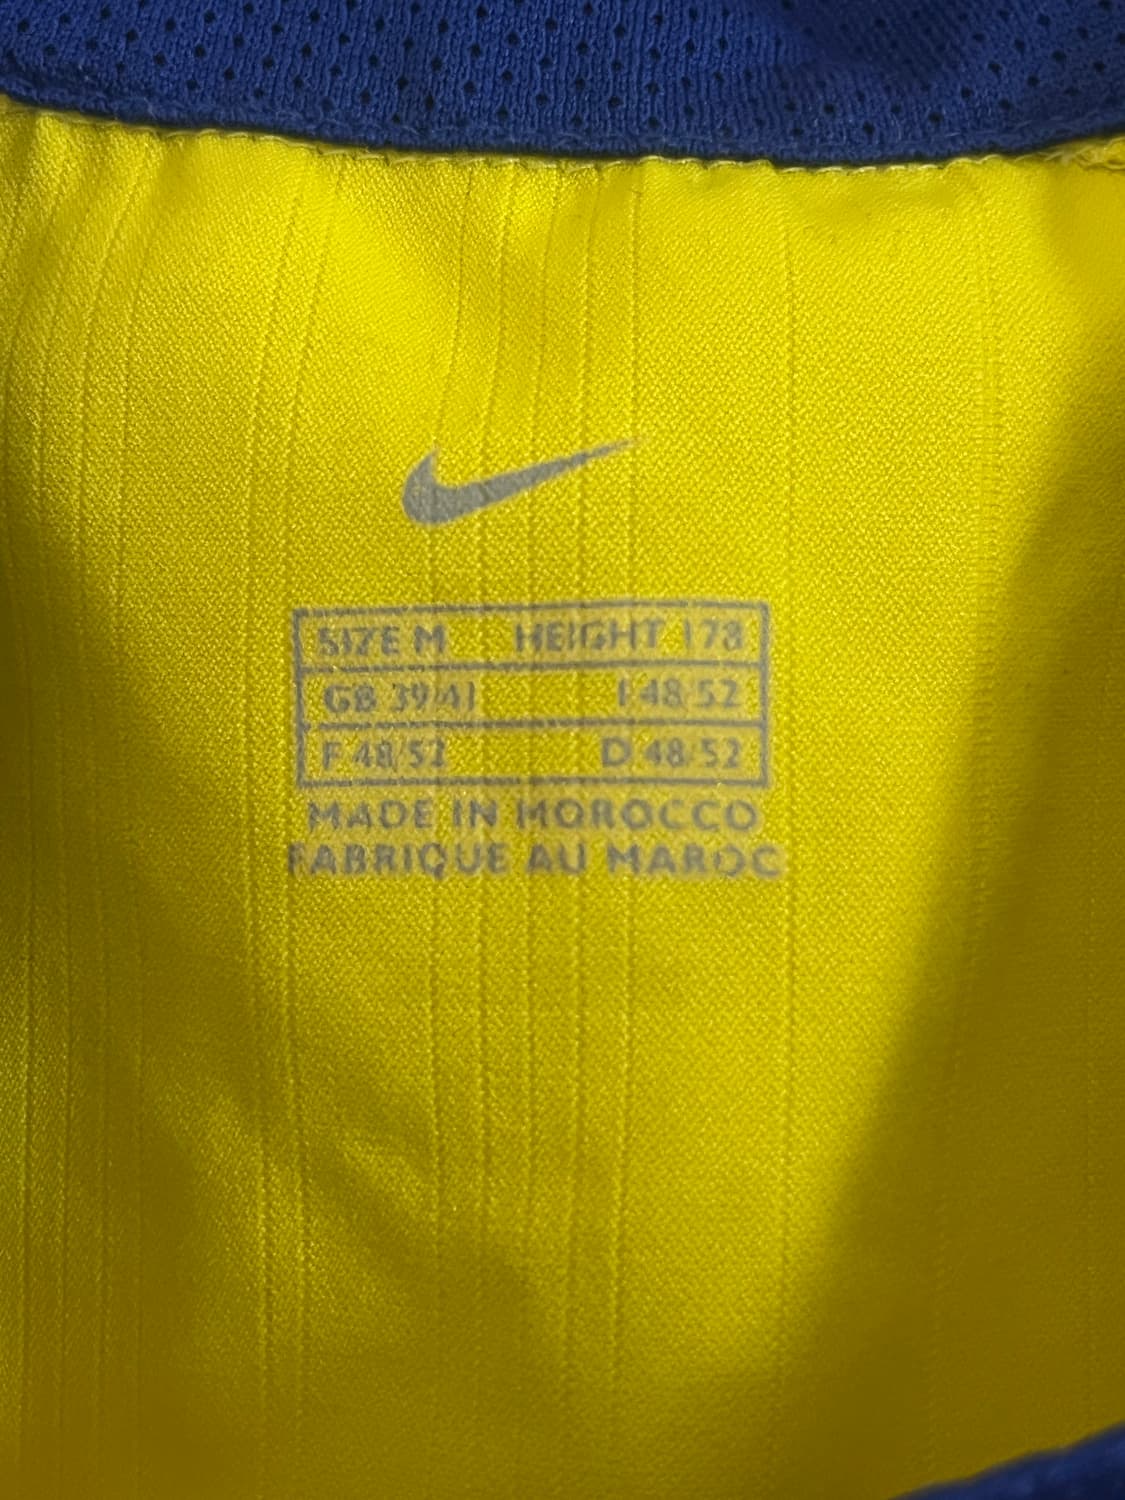 SIZE M HEIGHT 178
GB 39/41 I 48/52
F 48/52 D 48/52
MADE IN MOROCCO
FABRIQUE AU MAROC